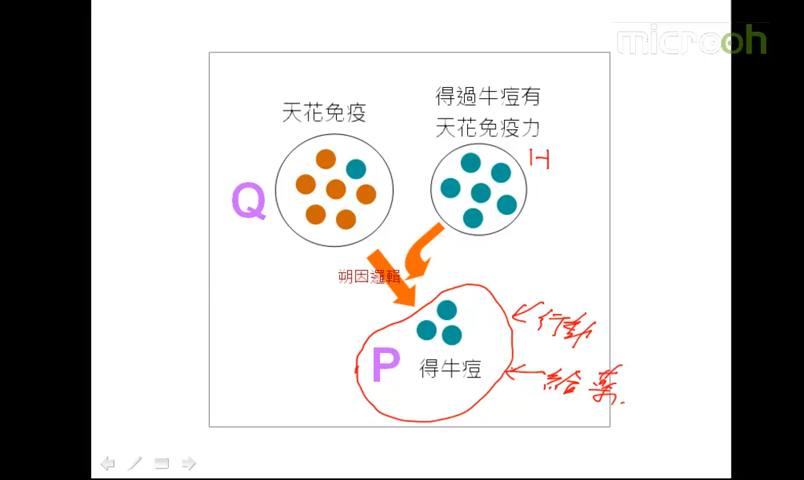 microoh
天花免疫
得過牛痘有
天花免疫力
H
Q
朔因邏輯
行動
P
得牛痘
給藥.